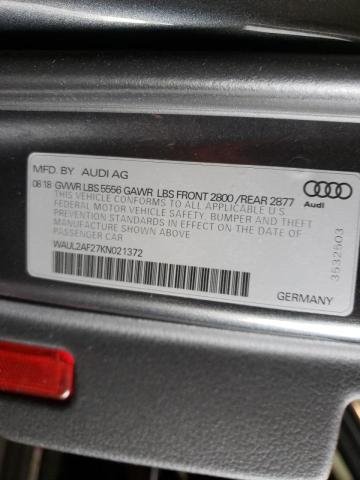 MFD. BY AUDI AG
08 18 GVWR LBS 5556 GAWR LBS FRONT 2800 / REAR 2877
THIS VEHICLE CONFORMS TO ALL APPLICABLE U.S.
FEDERAL MOTOR VEHICLE SAFETY, BUMPER AND THEFT
PREVENTION STANDARDS IN EFFECT ON THE DATE OF
MANUFACTURE SHOWN ABOVE.
PASSENGER CAR
WAUL2AF27KN021372
Audi
3532503
GERMANY